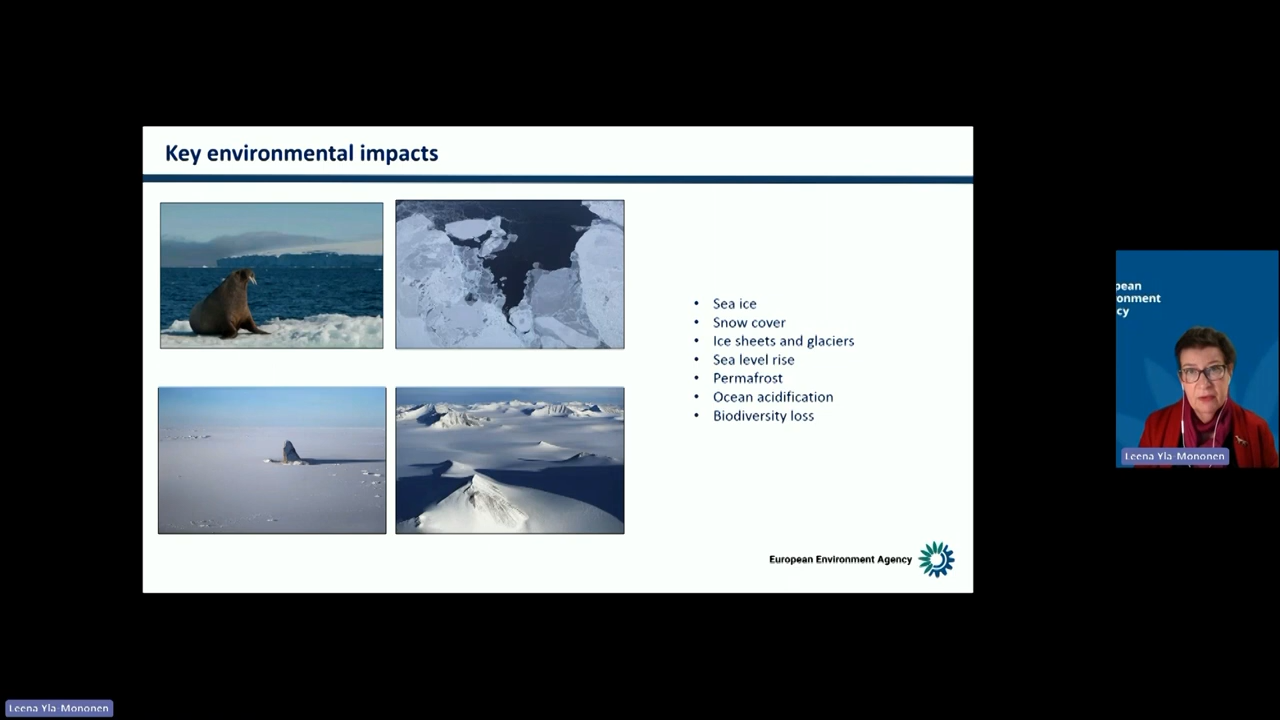 Key environmental impacts
• Sea ice
• Snow cover
• Ice sheets and glaciers
• Sea level rise
• Permafrost
• Ocean acidification
• Biodiversity loss
European Environment Agency
pean
onment
cy
Leena Yla-Mononen
Leena Yla-Mononen